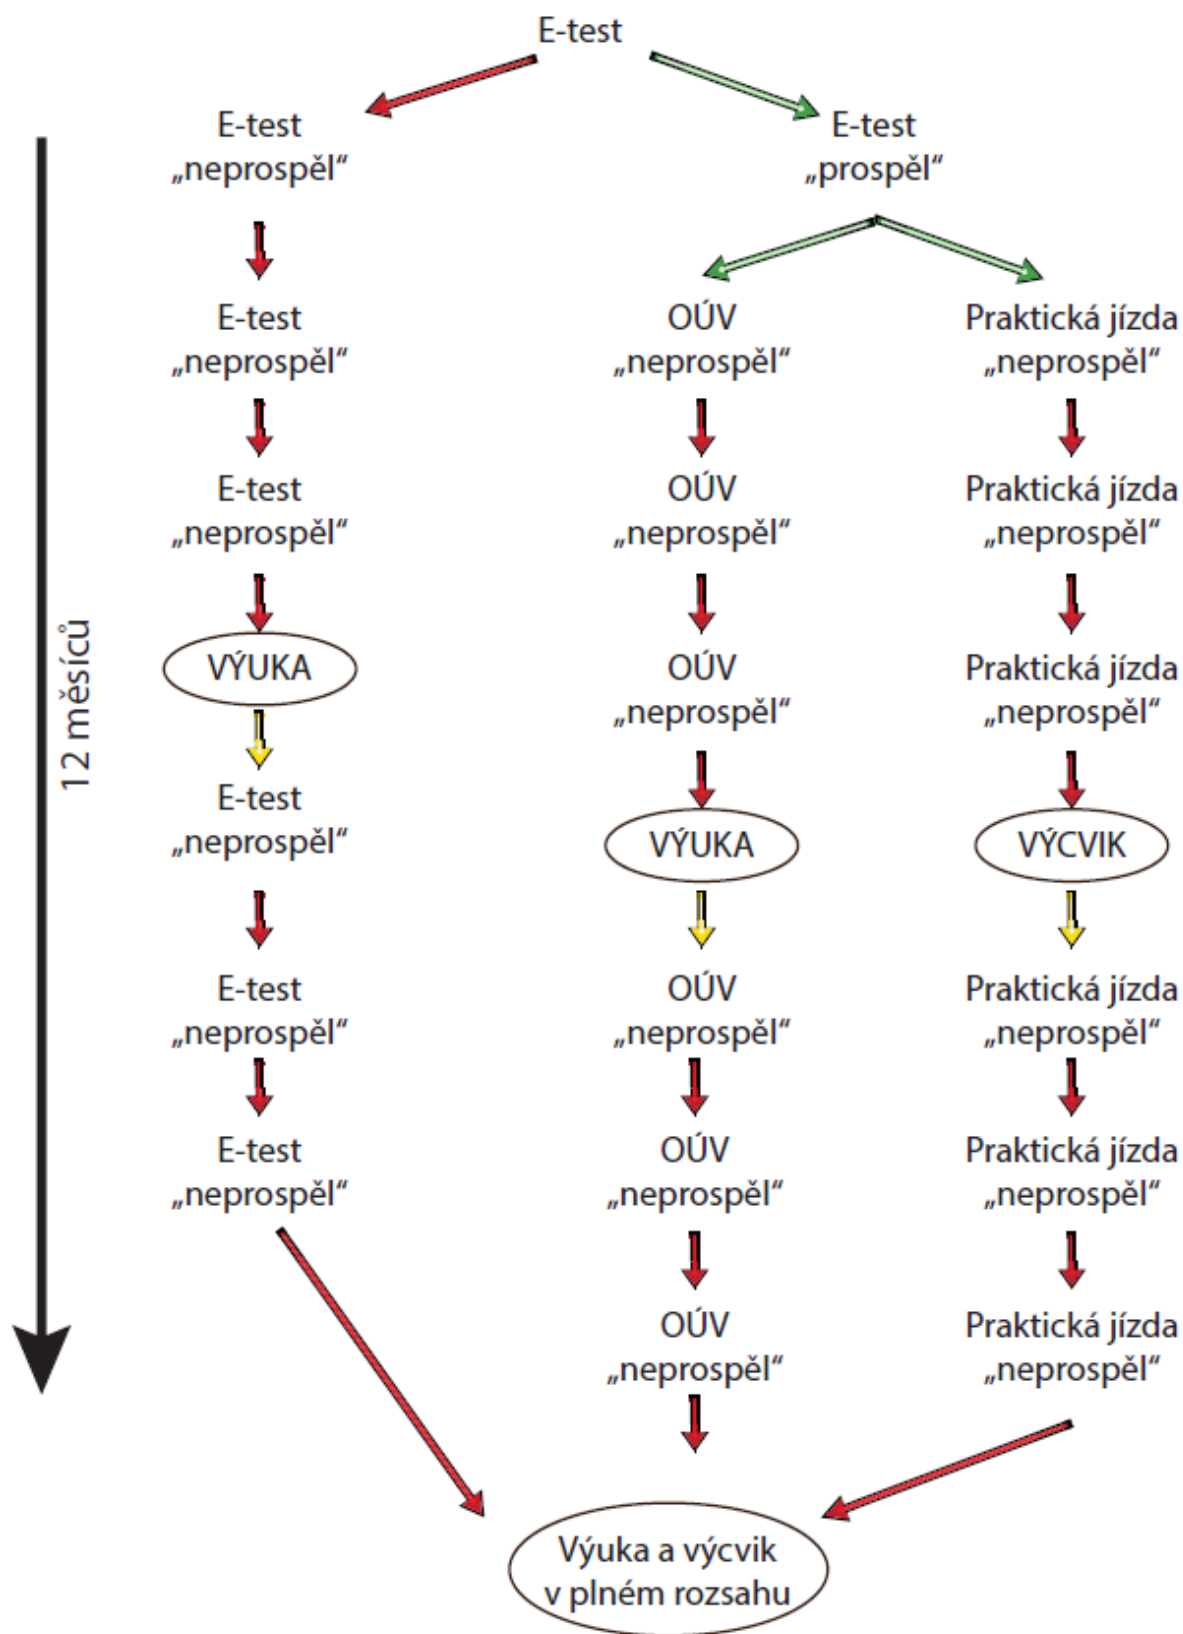 E-test
E-test
„neprospěl“
E-test
„prospěl“
E-test
„neprospěl“
OÚV
„neprospěl“
Praktická jízda
„neprospěl“
E-test
„neprospěl“
OÚV
„neprospěl“
Praktická jízda
„neprospěl“
12 měsíců
VÝUKA
OÚV
„neprospěl“
Praktická jízda
„neprospěl“
E-test
„neprospěl“
VÝUKA
VÝCVIK
E-test
„neprospěl“
OÚV
„neprospěl“
Praktická jízda
„neprospěl“
E-test
„neprospěl“
OÚV
„neprospěl“
Praktická jízda
„neprospěl“
OÚV
„neprospěl“
Praktická jízda
„neprospěl“
Výuka a výcvik
v plném rozsahu